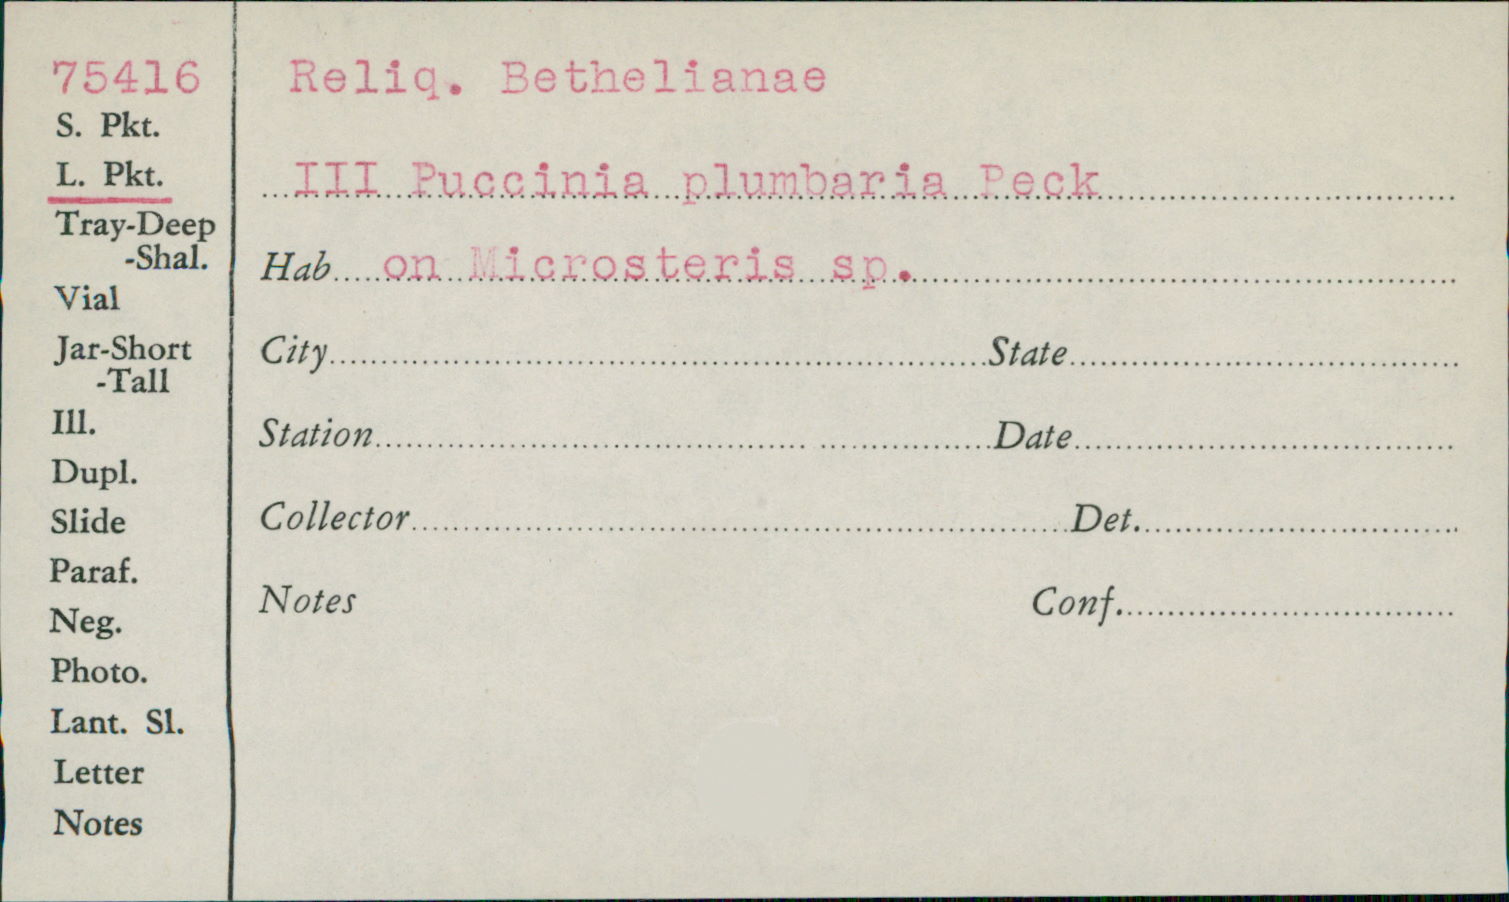 75416
S. Pkt.
L. Pkt.
Tray-Deep
-Shal.
Vial
Jar-Short
-Tall
Ill.
Dupl.
Slide
Paraf.
Neg.
Photo.
Lant. Sl.
Letter
Notes
Reliq. Bethelianae
III Puccinia plumbaria Peck
Hab on Microsteris sp.
City State
Station Date
Collector Det.
Notes Conf.